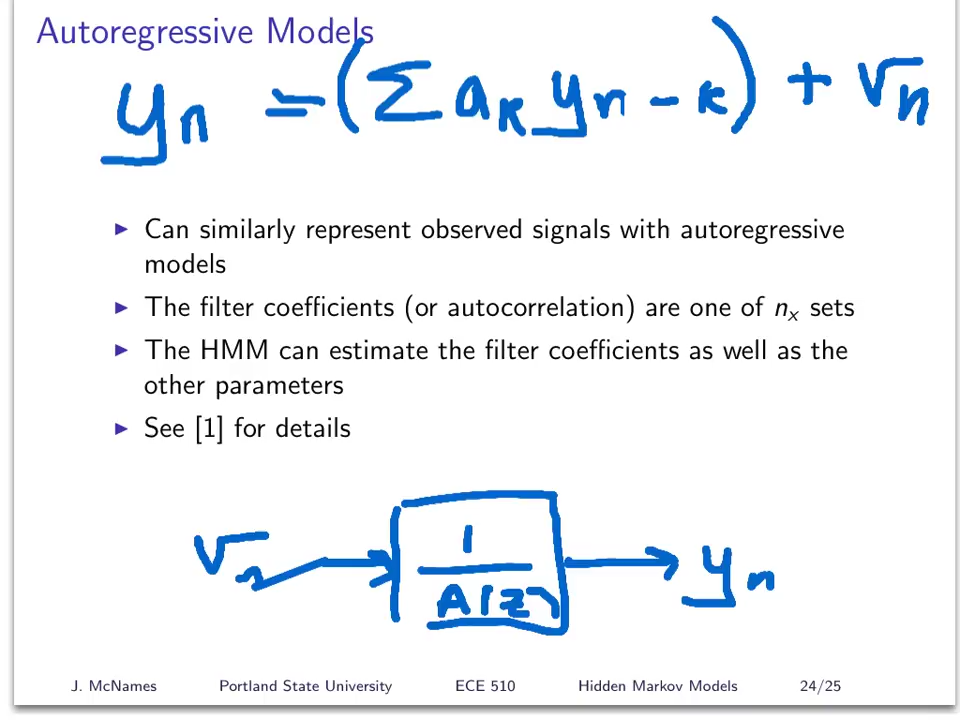 Autoregressive Models
yₙ = (∑ aₖ yₙ₋ₖ) + vₙ
▶ Can similarly represent observed signals with autoregressive
models
▶ The filter coefficients (or autocorrelation) are one of nₓ sets
▶ The HMM can estimate the filter coefficients as well as the
other parameters
▶ See [1] for details
vₙ → 1/A(z) → yₙ
J. McNames Portland State University ECE 510 Hidden Markov Models 24/25